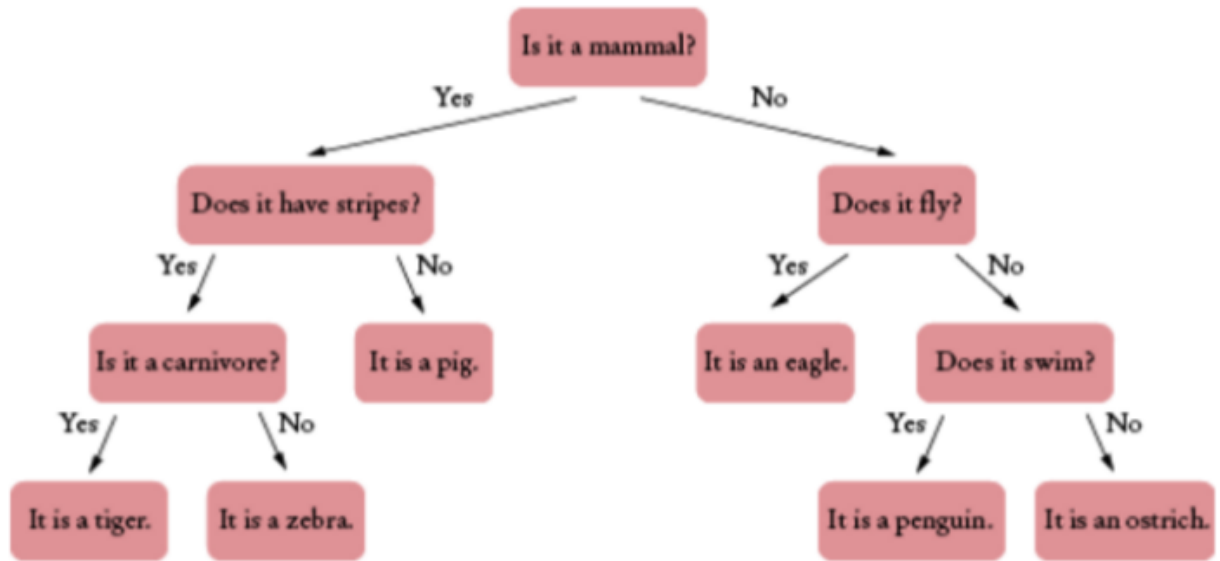 Is it a mammal?
Yes
No
Does it have stripes?
Does it fly?
Yes
No
Yes
No
Is it a carnivore?
It is a pig.
It is an eagle.
Does it swim?
Yes
No
Yes
No
It is a tiger.
It is a zebra.
It is a penguin.
It is an ostrich.